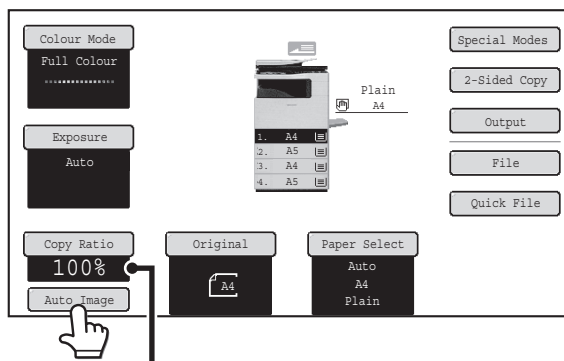 Colour Mode
Full Colour
Exposure
Auto
Copy Ratio
100%
Auto Image
Original
A4
Paper Select
Auto
A4
Plain
Plain
A4
1. A4
2. A5
3. A4
4. A5
Special Modes
2-Sided Copy
Output
File
Quick File